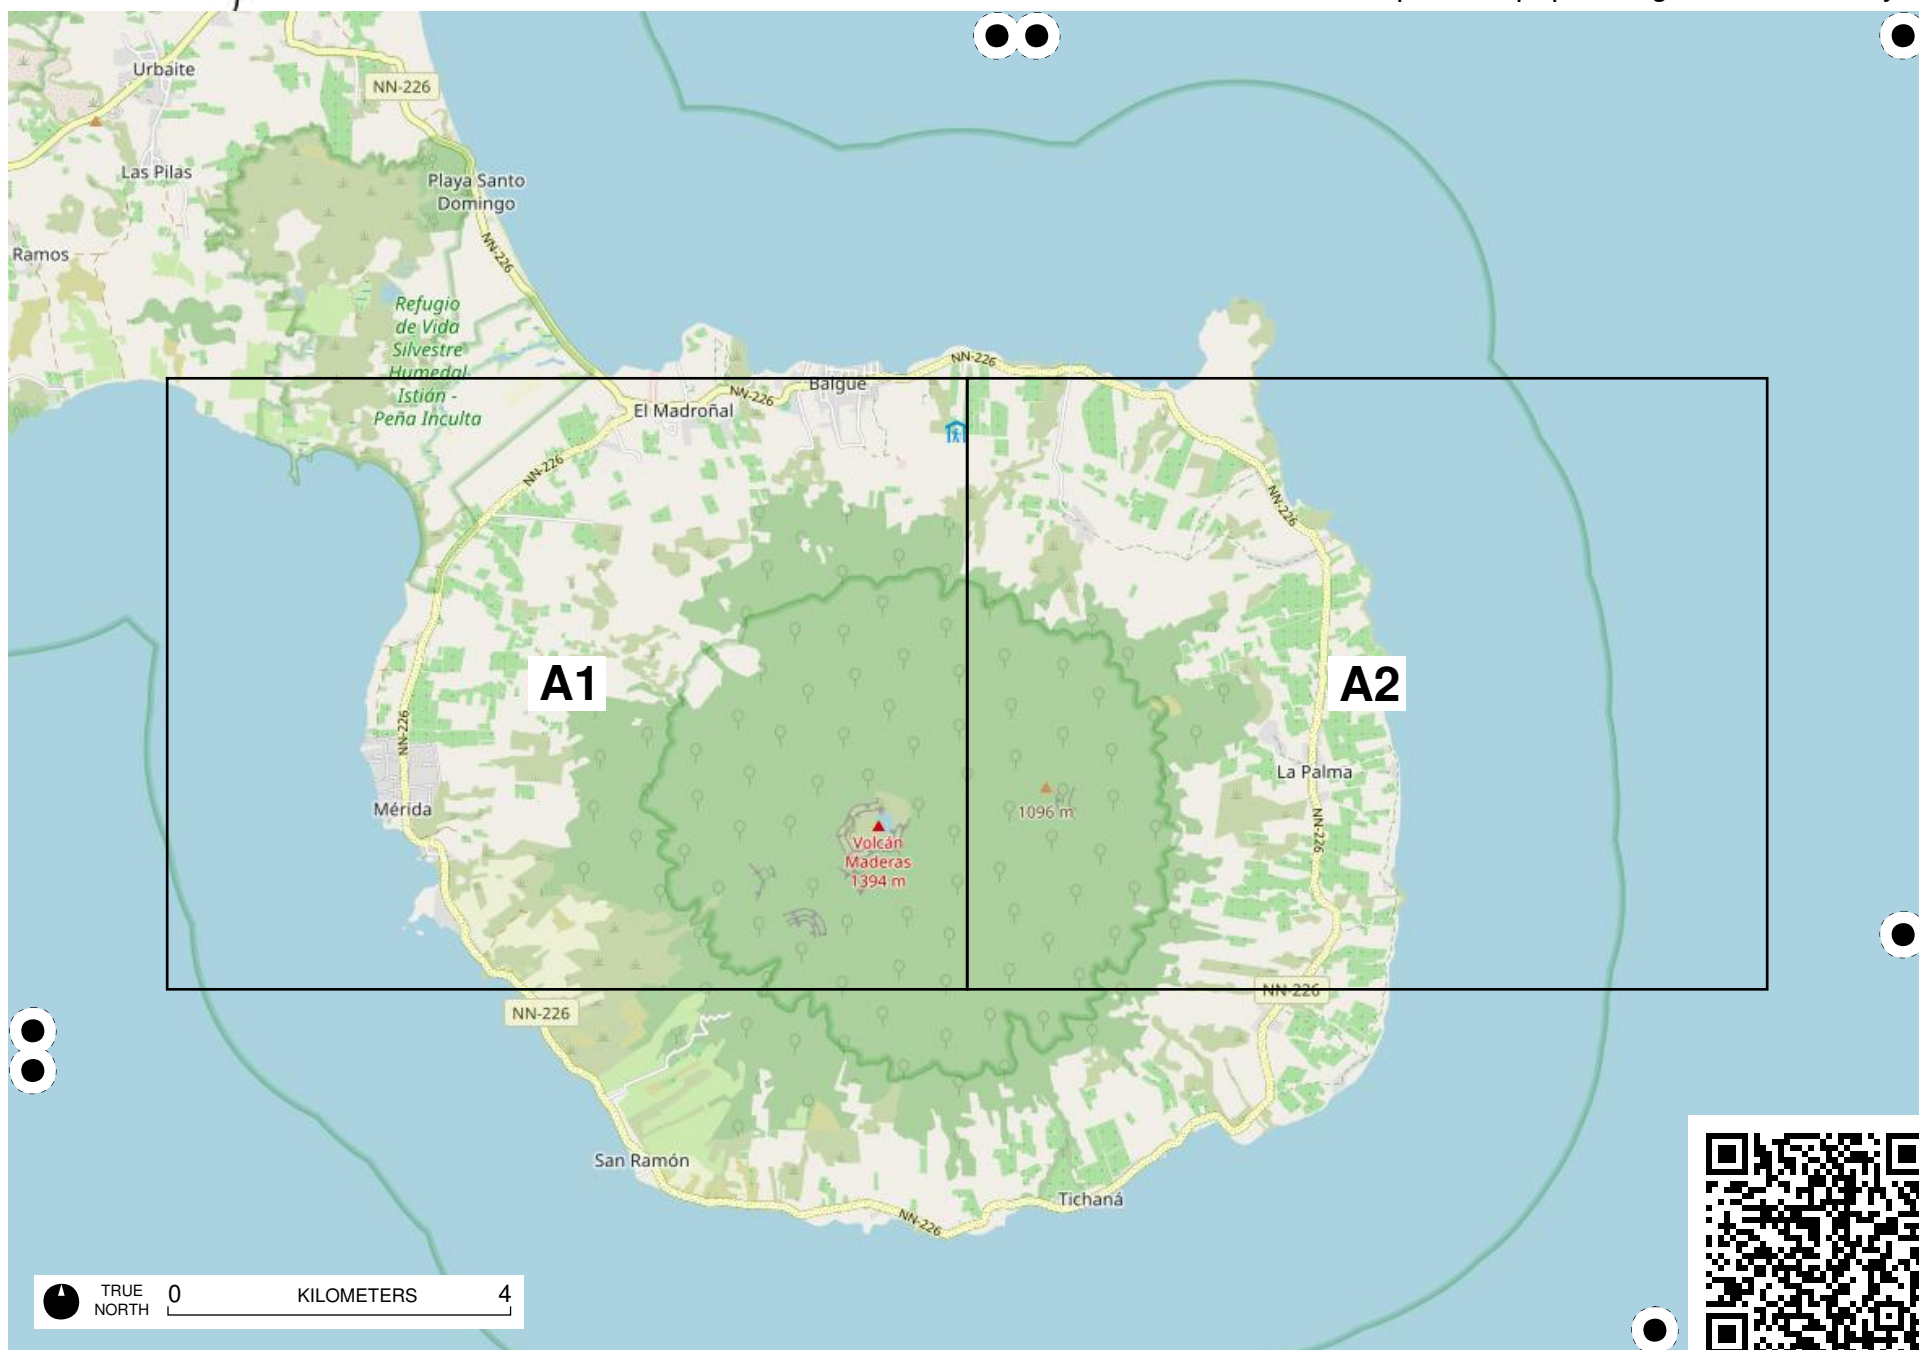 Urbaite
NN-226
Las Pilas
Playa Santo
Domingo
NN-226
Ramos
Refugio
de Vida
Silvestre
Humedal
Istián -
Peña Inculta
NN-226
Balgue
NN-226
El Madroñal
NN-226
NN-226
A1
A2
NN-226
La Palma
Mérida
1096 m
NN-226
Volcán
Maderas
1394 m
NN-226
NN-226
San Ramón
Tichaná
NN-226
TRUE
NORTH
0
KILOMETERS
4